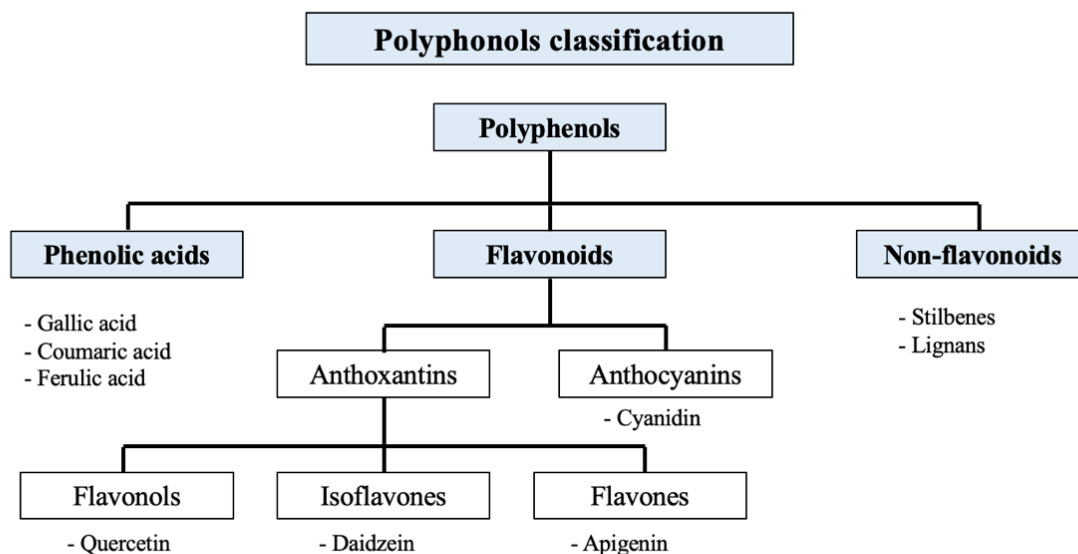 Polyphonols classification
Polyphenols
Phenolic acids
Flavonoids
Non-flavonoids
- Gallic acid
- Coumaric acid
- Ferulic acid
- Stilbenes
- Lignans
Anthoxantins
Anthocyanins
- Cyanidin
Flavonols
Isoflavones
Flavones
- Quercetin
- Daidzein
- Apigenin